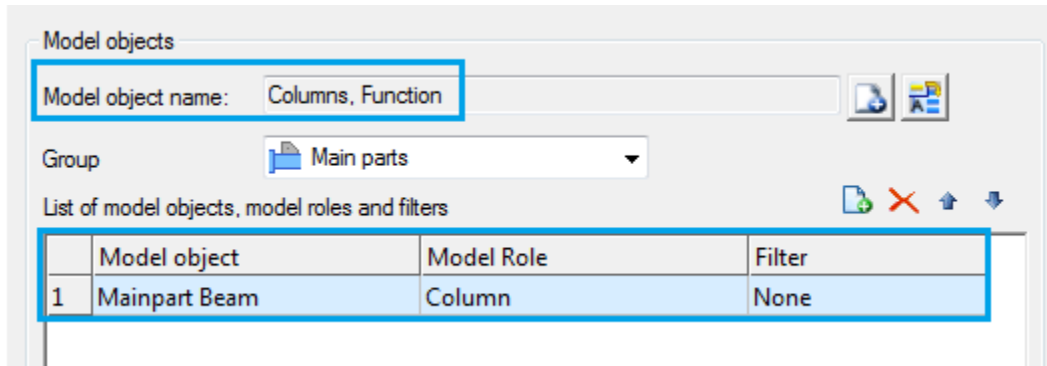 Model objects
Model object name: Columns, Function
Group Main parts
List of model objects, model roles and filters
Model object Model Role Filter
1 Mainpart Beam Column None